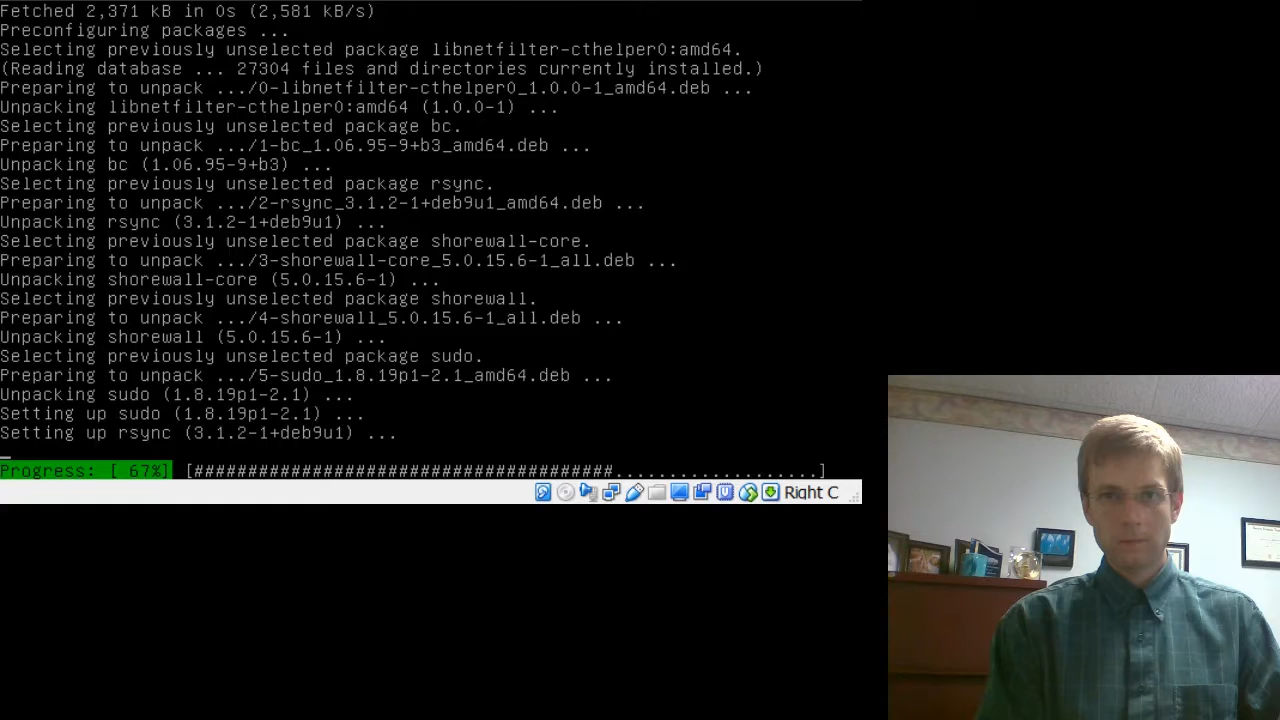 Fetched 2,371 kB in 0s (2,581 kB/s)
Preconfiguring packages ...
Selecting previously unselected package libnetfilter-cthelper0:amd64.
(Reading database ... 27304 files and directories currently installed.)
Preparing to unpack .../0-libnetfilter-cthelper0_1.0.0-1_amd64.deb ...
Unpacking libnetfilter-cthelper0:amd64 (1.0.0-1) ...
Selecting previously unselected package bc.
Preparing to unpack .../1-bc_1.06.95-9+b3_amd64.deb ...
Unpacking bc (1.06.95-9+b3) ...
Selecting previously unselected package rsync.
Preparing to unpack .../2-rsync_3.1.2-1+deb9u1_amd64.deb ...
Unpacking rsync (3.1.2-1+deb9u1) ...
Selecting previously unselected package shorewall-core.
Preparing to unpack .../3-shorewall-core_5.0.15.6-1_all.deb ...
Unpacking shorewall-core (5.0.15.6-1) ...
Selecting previously unselected package shorewall.
Preparing to unpack .../4-shorewall_5.0.15.6-1_all.deb ...
Unpacking shorewall (5.0.15.6-1) ...
Selecting previously unselected package sudo.
Preparing to unpack .../5-sudo_1.8.19p1-2.1_amd64.deb ...
Unpacking sudo (1.8.19p1-2.1) ...
Setting up sudo (1.8.19p1-2.1) ...
Setting up rsync (3.1.2-1+deb9u1) ...
Progress: [ 67%] [#######################################...................]
Right C